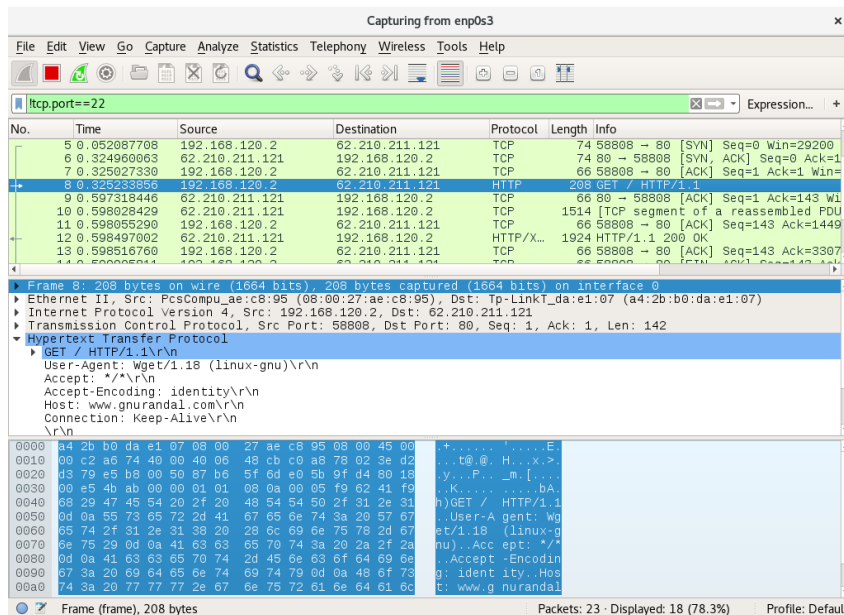 Capturing from enp0s3 ×
File Edit View Go Capture Analyze Statistics Telephony Wireless Tools Help
!tcp.port==22 Expression... +
No. Time Source Destination Protocol Length Info
5 0.052087708 192.168.120.2 62.210.211.121 TCP 74 58808 → 80 [SYN] Seq=0 Win=29200
6 0.324960063 62.210.211.121 192.168.120.2 TCP 74 80 → 58808 [SYN, ACK] Seq=0 Ack=1
7 0.325027330 192.168.120.2 62.210.211.121 TCP 66 58808 → 80 [ACK] Seq=1 Ack=1 Win=
8 0.325233856 192.168.120.2 62.210.211.121 HTTP 208 GET / HTTP/1.1
9 0.597318446 62.210.211.121 192.168.120.2 TCP 66 80 → 58808 [ACK] Seq=1 Ack=143 Wi
10 0.598028429 62.210.211.121 192.168.120.2 TCP 1514 [TCP segment of a reassembled PDU
11 0.598055290 192.168.120.2 62.210.211.121 TCP 66 58808 → 80 [ACK] Seq=143 Ack=1449
12 0.598497002 62.210.211.121 192.168.120.2 HTTP/X… 1924 HTTP/1.1 200 OK
13 0.598516760 192.168.120.2 62.210.211.121 TCP 66 58808 → 80 [ACK] Seq=143 Ack=3307
Frame 8: 208 bytes on wire (1664 bits), 208 bytes captured (1664 bits) on interface 0
Ethernet II, Src: PcsCompu_ae:c8:95 (08:00:27:ae:c8:95), Dst: Tp-LinkT_da:e1:07 (a4:2b:b0:da:e1:07)
Internet Protocol Version 4, Src: 192.168.120.2, Dst: 62.210.211.121
Transmission Control Protocol, Src Port: 58808, Dst Port: 80, Seq: 1, Ack: 1, Len: 142
Hypertext Transfer Protocol
GET / HTTP/1.1\r\n
User-Agent: Wget/1.18 (linux-gnu)\r\n
Accept: */*\r\n
Accept-Encoding: identity\r\n
Host: www.gnurandal.com\r\n
Connection: Keep-Alive\r\n
\r\n
0000 a4 2b b0 da e1 07 08 00 27 ae c8 95 08 00 45 00 .+...... '.....E.
0010 00 c2 a6 74 40 00 40 06 48 cb c0 a8 78 02 3e d2 ...t@.@. H...x.>.
0020 d3 79 e5 b8 00 50 87 b6 5f 6d e0 5b 9f d4 80 18 .y...P.. _m.[....
0030 00 e5 4b ab 00 00 01 01 08 0a 00 05 f9 62 41 f9 ..K..... .....bA.
0040 68 29 47 45 54 20 2f 20 48 54 54 50 2f 31 2e 31 h)GET / HTTP/1.1
0050 0d 0a 55 73 65 72 2d 41 67 65 6e 74 3a 20 57 67 ..User-A gent: Wg
0060 65 74 2f 31 2e 31 38 20 28 6c 69 6e 75 78 2d 67 et/1.18 (linux-g
0070 6e 75 29 0d 0a 41 63 63 65 70 74 3a 20 2a 2f 2a nu)..Acc ept: */*
0080 0d 0a 41 63 63 65 70 74 2d 45 6e 63 6f 64 69 6e ..Accept -Encodin
0090 67 3a 20 69 64 65 6e 74 69 74 79 0d 0a 48 6f 73 g: ident ity..Hos
00a0 74 3a 20 77 77 77 2e 67 6e 75 72 61 6e 64 61 6c t: www.g nurandal
Frame (frame), 208 bytes Packets: 23 · Displayed: 18 (78.3%) Profile: Defaul